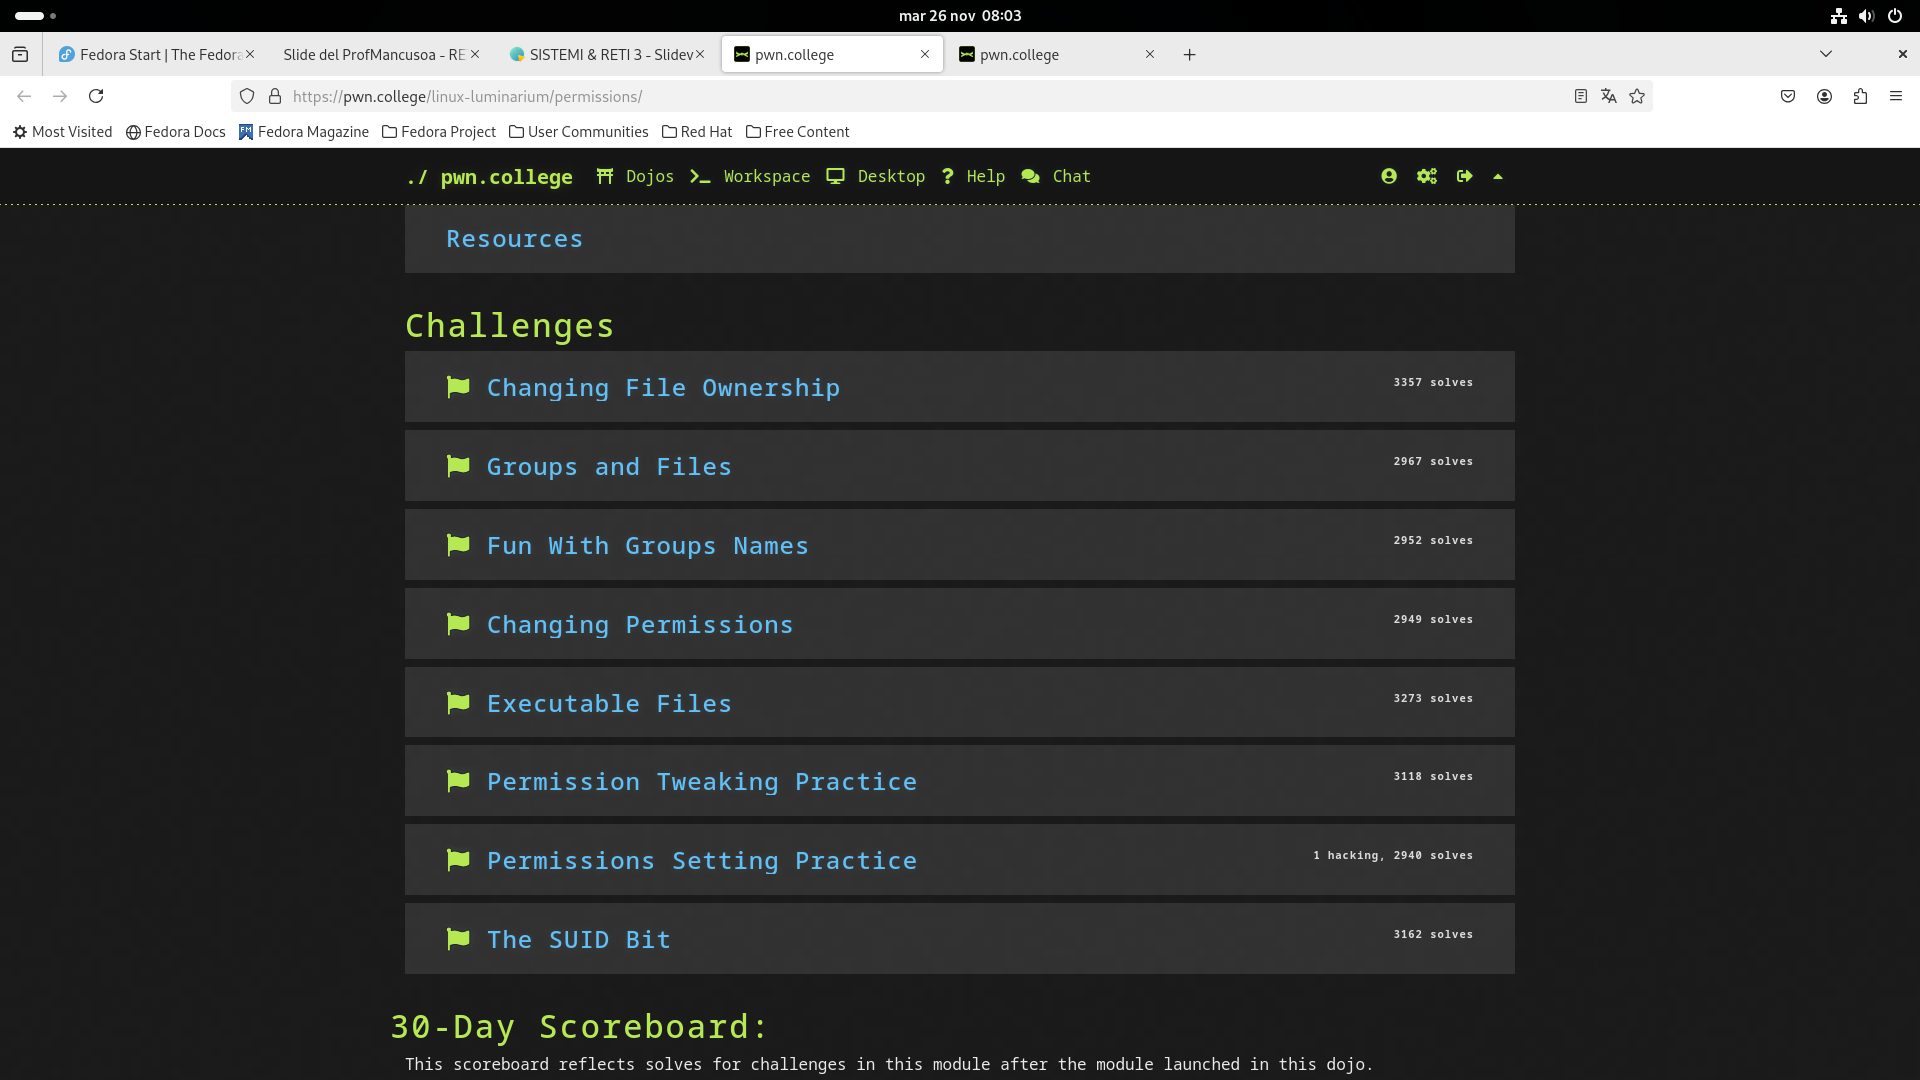 mar 26 nov 08:03
Fedora Start | The Fedora
Slide del ProfMancusoa - RE
SISTEMI & RETI 3 - Slidev
pwn.college
pwn.college
https://pwn.college/linux-luminarium/permissions/
Most Visited
Fedora Docs
Fedora Magazine
Fedora Project
User Communities
Red Hat
Free Content
./ pwn.college
Dojos
Workspace
Desktop
Help
Chat
Resources
Challenges
Changing File Ownership
3357 solves
Groups and Files
2967 solves
Fun With Groups Names
2952 solves
Changing Permissions
2949 solves
Executable Files
3273 solves
Permission Tweaking Practice
3118 solves
Permissions Setting Practice
1 hacking, 2940 solves
The SUID Bit
3162 solves
30-Day Scoreboard:
This scoreboard reflects solves for challenges in this module after the module launched in this dojo.